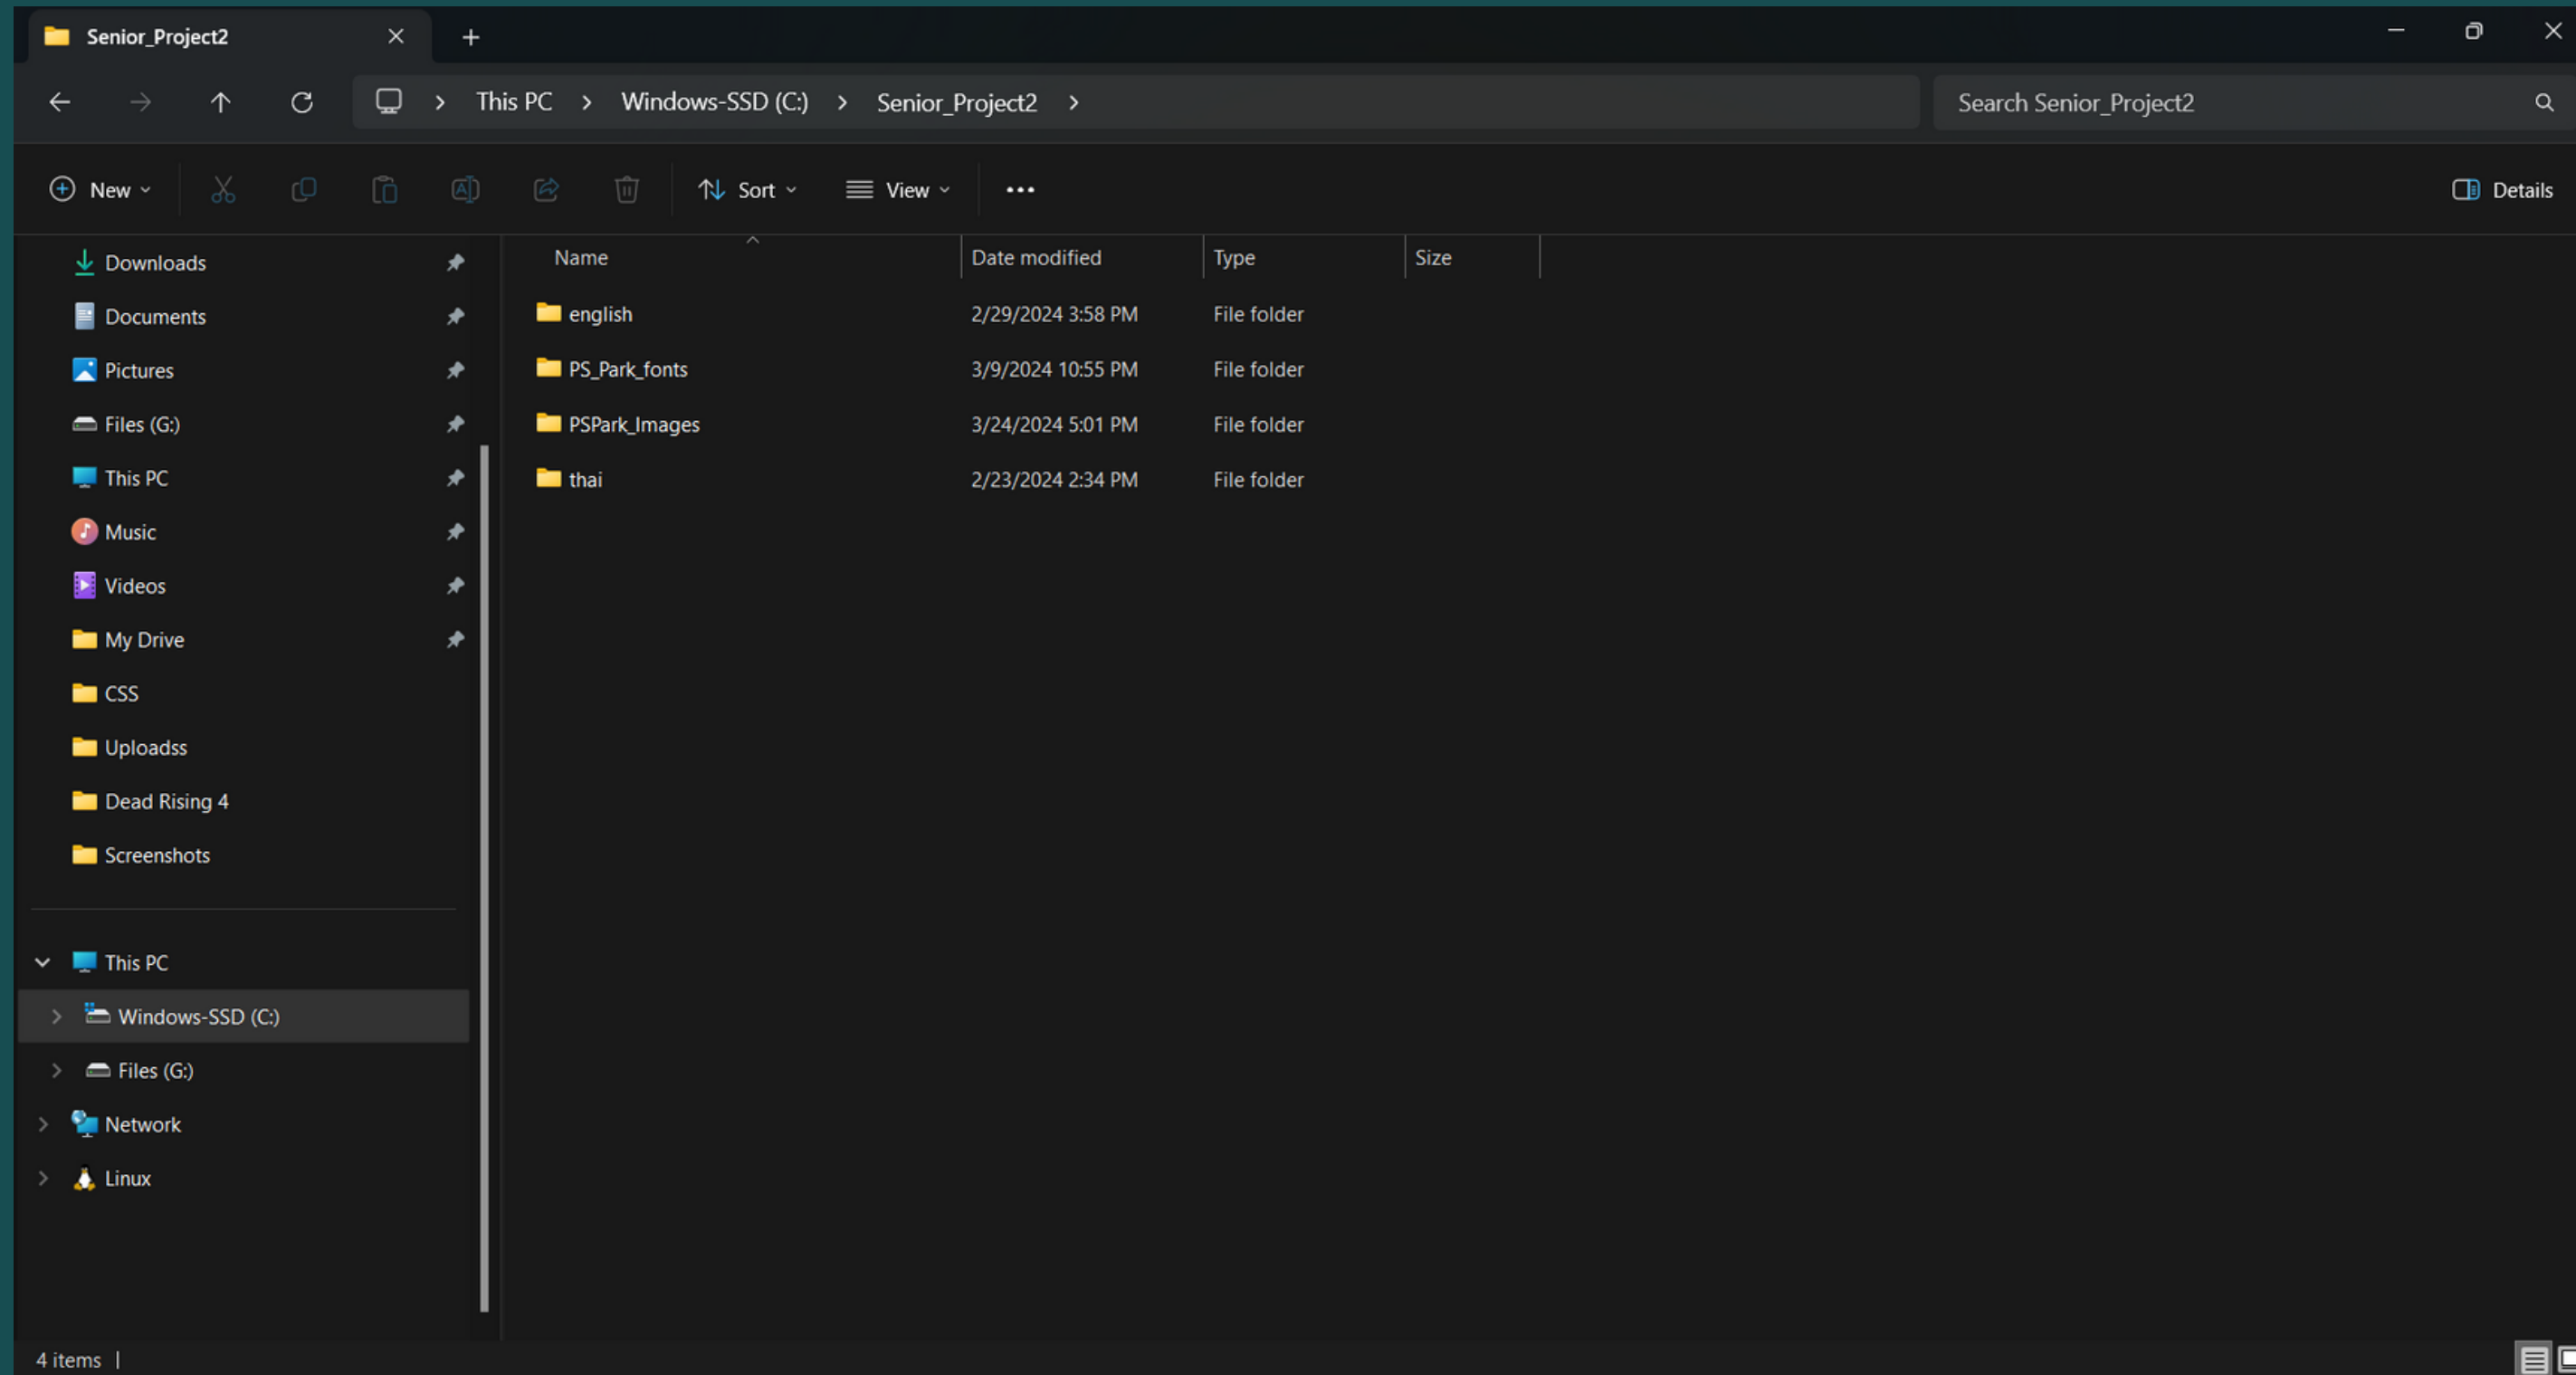 Senior_Project2
This PC Windows-SSD (C:) Senior_Project2
Search Senior_Project2
New Sort View Details
Name Date modified Type Size
english 2/29/2024 3:58 PM File folder
PS_Park_fonts 3/9/2024 10:55 PM File folder
PSPark_Images 3/24/2024 5:01 PM File folder
thai 2/23/2024 2:34 PM File folder
Downloads
Documents
Pictures
Files (G:)
This PC
Music
Videos
My Drive
CSS
Uploadss
Dead Rising 4
Screenshots
This PC
Windows-SSD (C:)
Files (G:)
Network
Linux
4 items